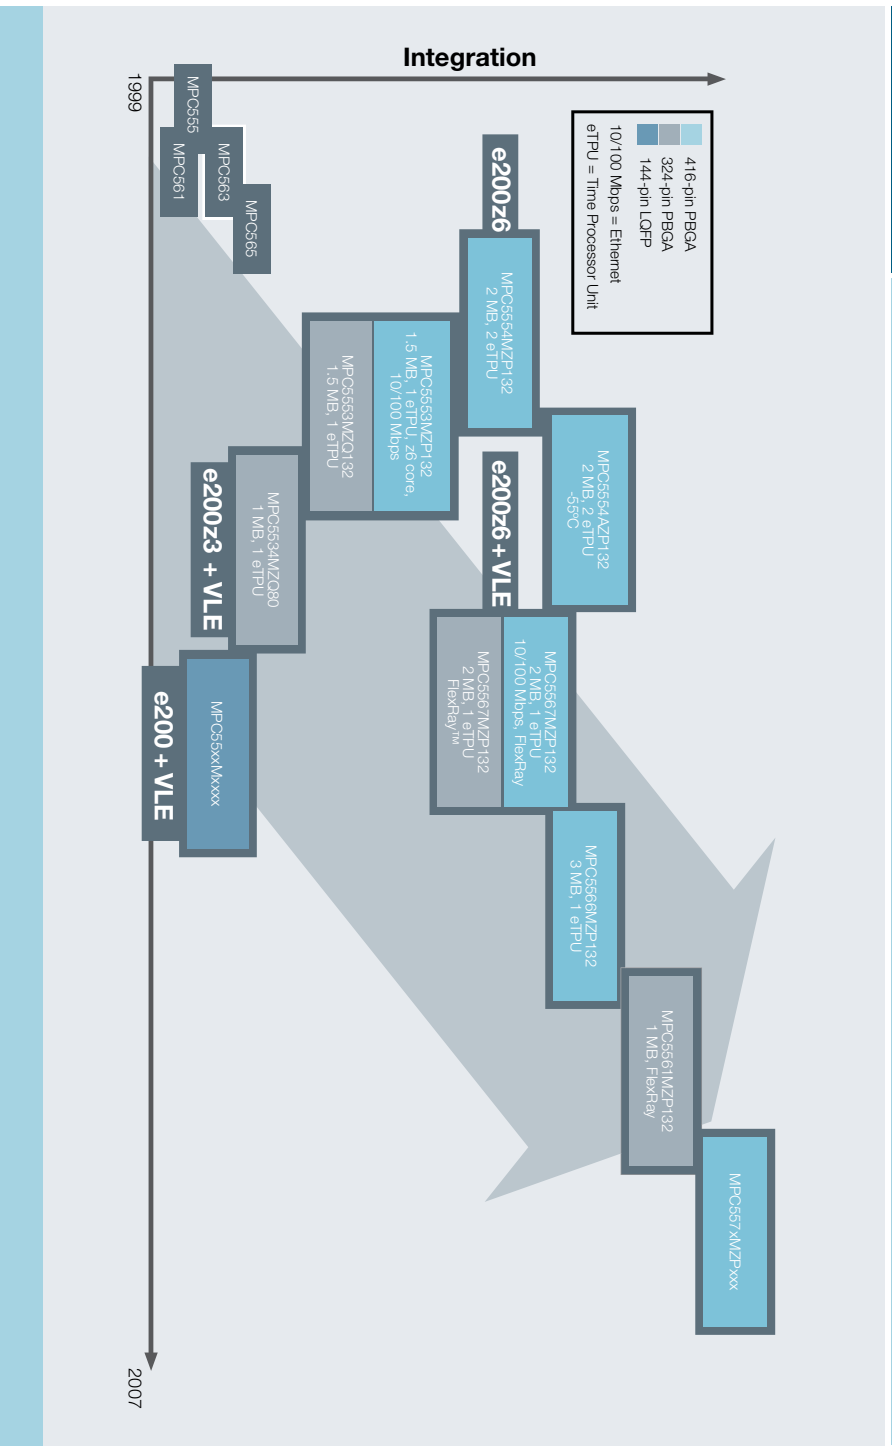 Integration
416-pin PBGA
324-pin PBGA
144-pin LQFP
10/100 Mbps = Ethernet
eTPU = Time Processor Unit
1999
MPC555
MPC561
MPC563
MPC565
e200z6
MPC5554MZP132
2 MB, 2 eTPU
MPC5554AZP132
2 MB, 2 eTPU
-55ºC
MPC5553MZP132
1.5 MB, 1 eTPU, z6 core,
10/100 Mbps
MPC5553MZQ132
1.5 MB, 1 eTPU
MPC5534MZQ80
1 MB, 1 eTPU
e200z3 + VLE
e200z6 + VLE
MPC5567MZP132
2 MB, 1 eTPU
10/100 Mbps, FlexRay
MPC5567MZP132
2 MB, 1 eTPU
FlexRay™
MPC55xxMxxxx
e200 + VLE
MPC5566MZP132
3 MB, 1 eTPU
MPC5561MZP132
1 MB, FlexRay
MPC557xMZPxxx
2007